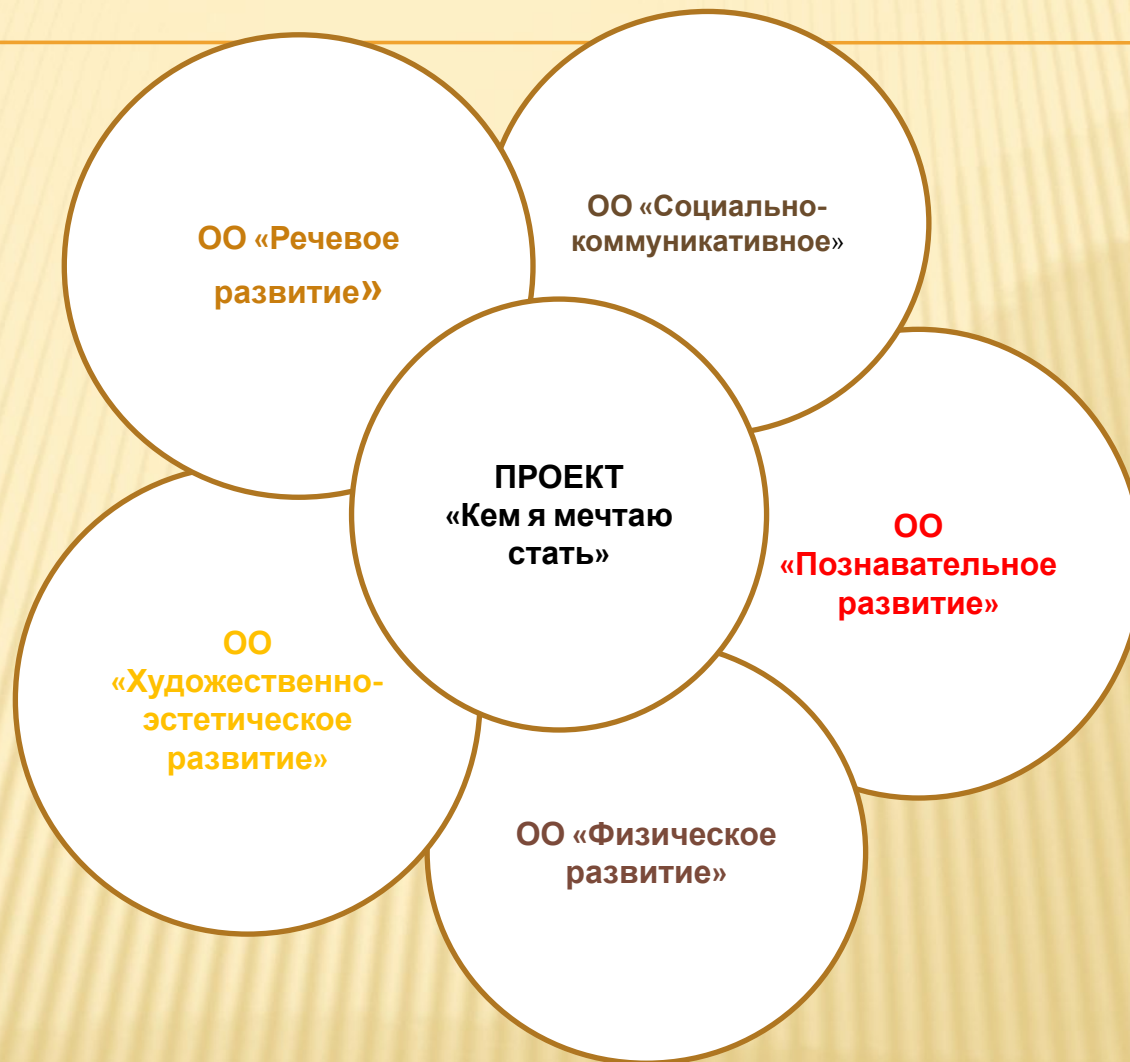 ОО «Речевое
развитие»
ОО «Социально-
коммуникативное»
ПРОЕКТ
«Кем я мечтаю
стать»
ОО
«Познавательное
развитие»
ОО
«Художественно-
эстетическое
развитие»
ОО «Физическое
развитие»